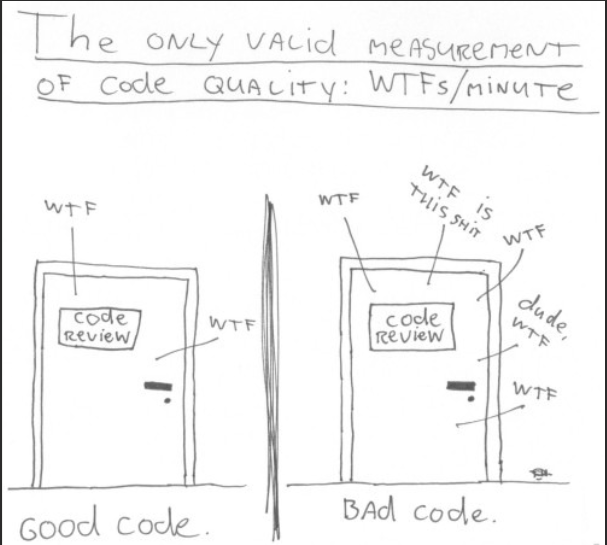 The ONLY VALID MEASUREMENT
OF Code QUALITY: WTFs/MINUTE
WTF
code
REVIEW
WTF
GOOd code.
WTF
WTF is
THIS SHIT
WTF
code
REVIEW
dude,
WTF
WTF
BAd code.